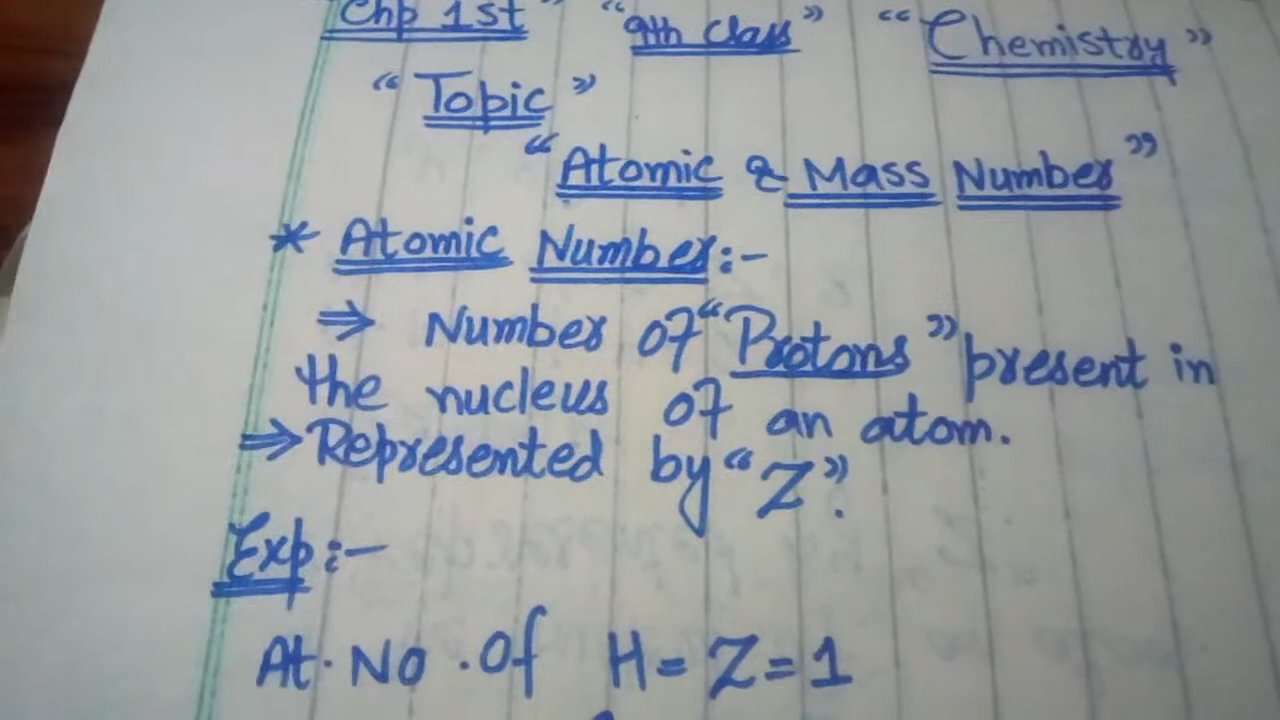 Chp 1st" "9th Class" "Chemistry"
"Topic"
"Atomic & Mass Number"
* Atomic Number:-
⇒ Number of "Protons" present in
the nucleus of an atom.
⇒ Represented by "Z".
Exp:-
At. No. of H = Z = 1